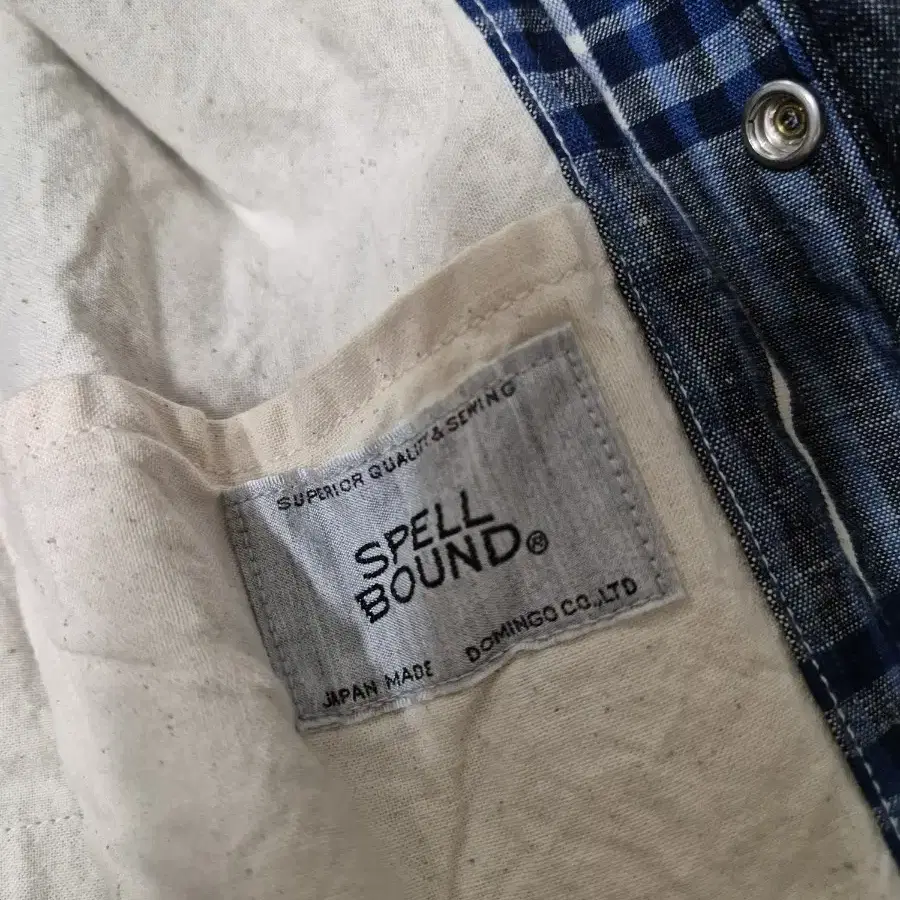 SUPERIOR QUALITY & SEWING
SPELL
BOUND®
JAPAN MADE DOMINGO CO.,LTD